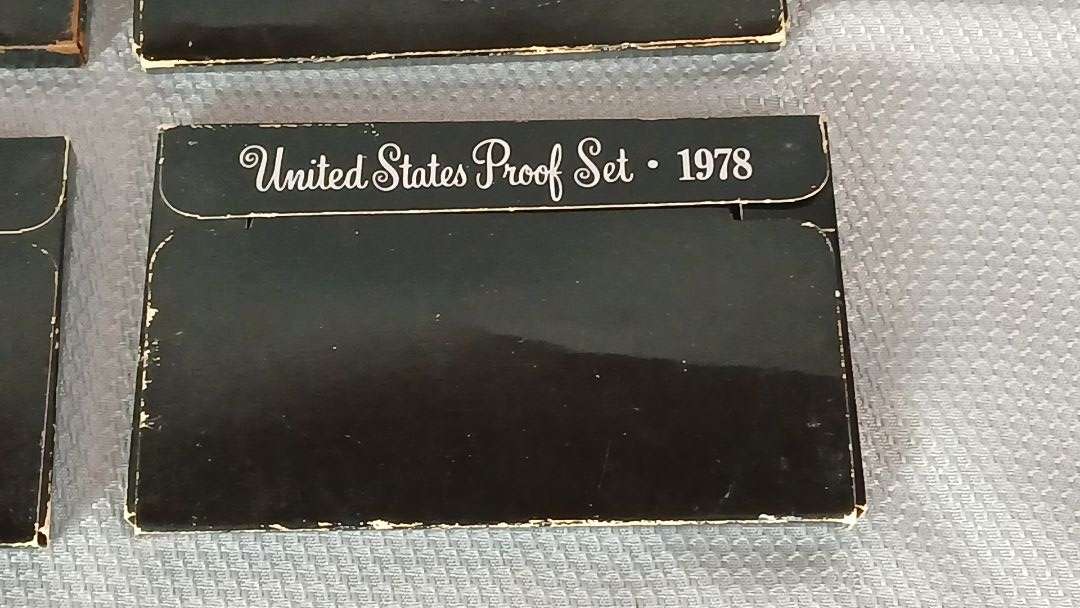 United States Proof Set • 1978